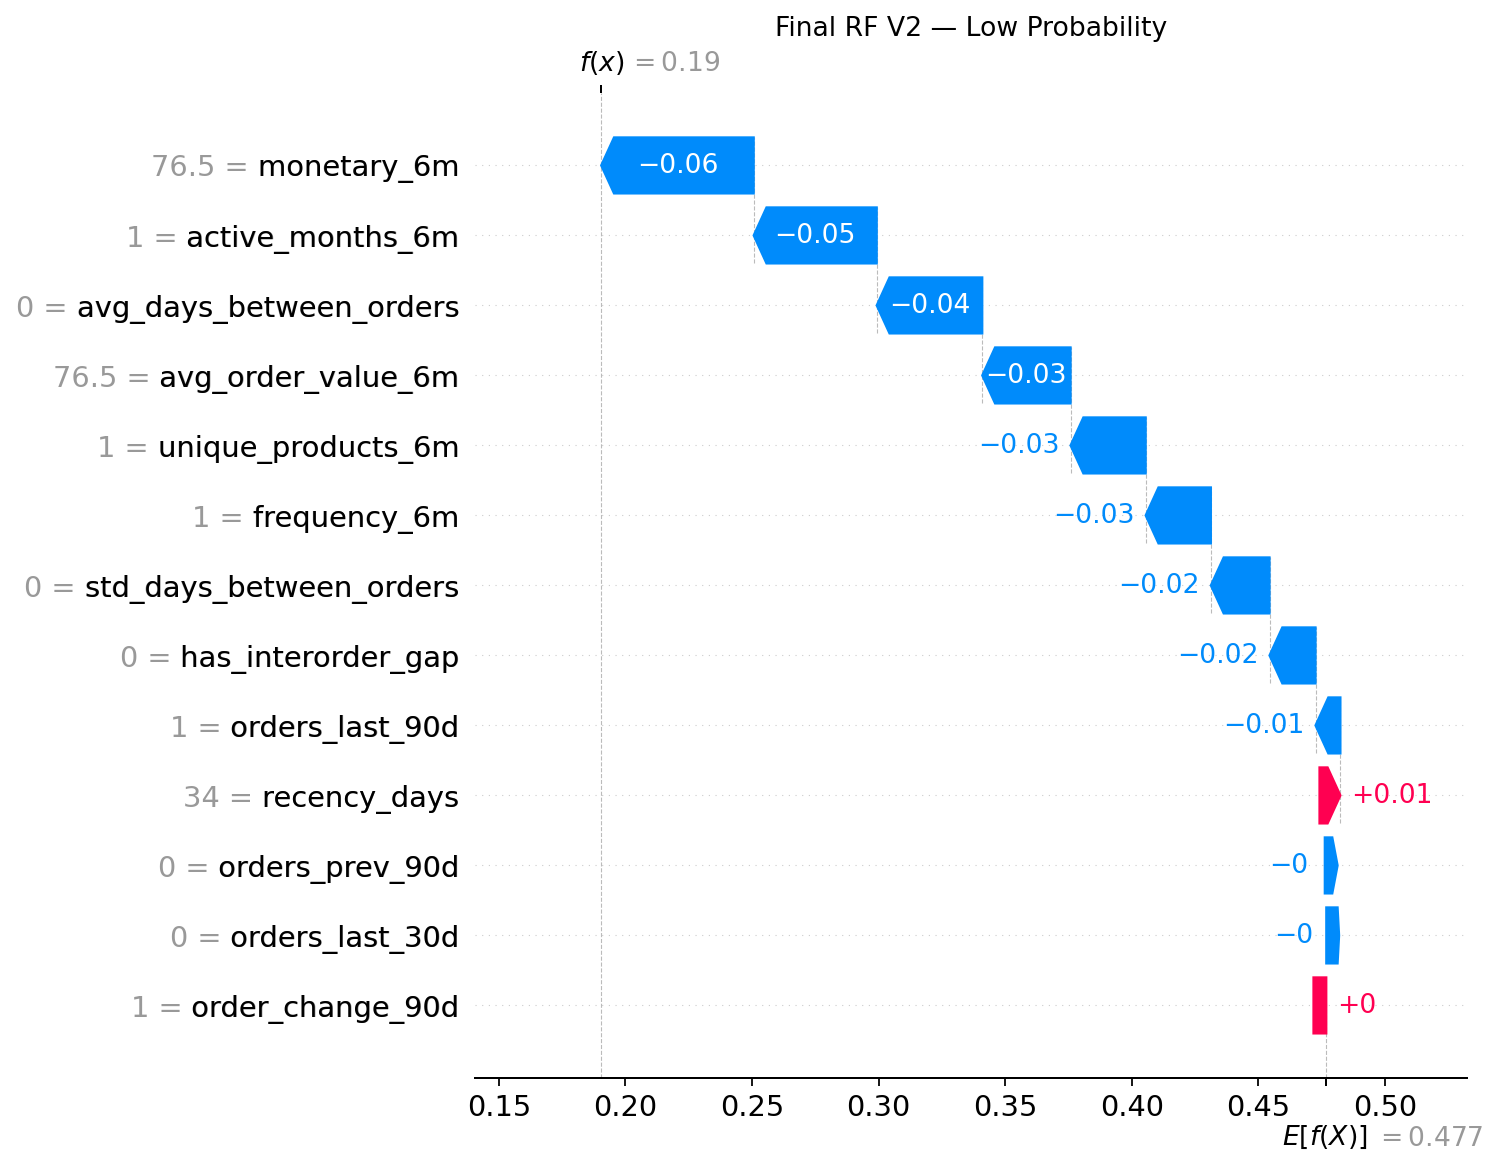 Final RF V2 — Low Probability
f(x) = 0.19
76.5 = monetary_6m −0.06
1 = active_months_6m −0.05
0 = avg_days_between_orders −0.04
76.5 = avg_order_value_6m −0.03
1 = unique_products_6m −0.03
1 = frequency_6m −0.03
0 = std_days_between_orders −0.02
0 = has_interorder_gap −0.02
1 = orders_last_90d −0.01
34 = recency_days +0.01
0 = orders_prev_90d −0
0 = orders_last_30d −0
1 = order_change_90d +0
0.15 0.20 0.25 0.30 0.35 0.40 0.45 0.50
E[f(X)] = 0.477